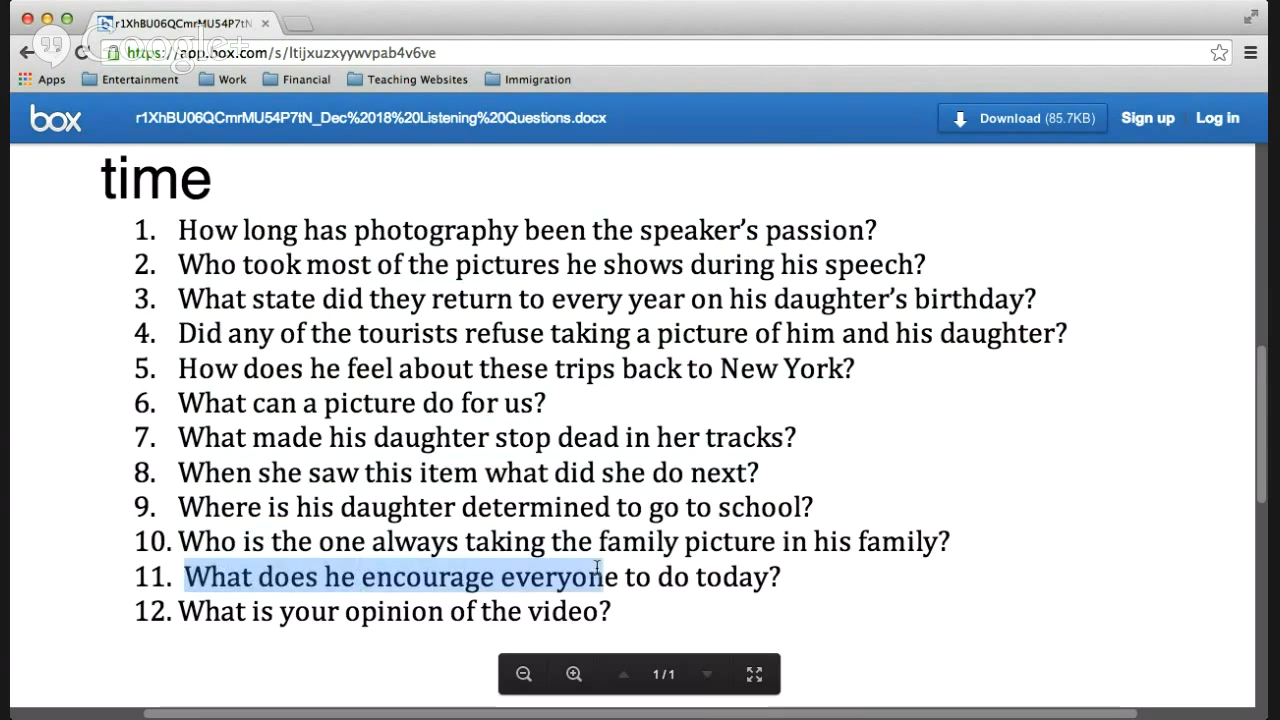 r1XhBU06QCmrMU54P7tN
Google+
https://app.box.com/s/ltijxuzxyywvpab4v6ve
Apps Entertainment Work Financial Teaching Websites Immigration
box r1XhBU06QCmrMU54P7tN_Dec%2018%20Listening%20Questions.docx Download (85.7KB) Sign up Log in
time
1. How long has photography been the speaker’s passion?
2. Who took most of the pictures he shows during his speech?
3. What state did they return to every year on his daughter’s birthday?
4. Did any of the tourists refuse taking a picture of him and his daughter?
5. How does he feel about these trips back to New York?
6. What can a picture do for us?
7. What made his daughter stop dead in her tracks?
8. When she saw this item what did she do next?
9. Where is his daughter determined to go to school?
10. Who is the one always taking the family picture in his family?
11. What does he encourage everyone to do today?
12. What is your opinion of the video?
1 / 1